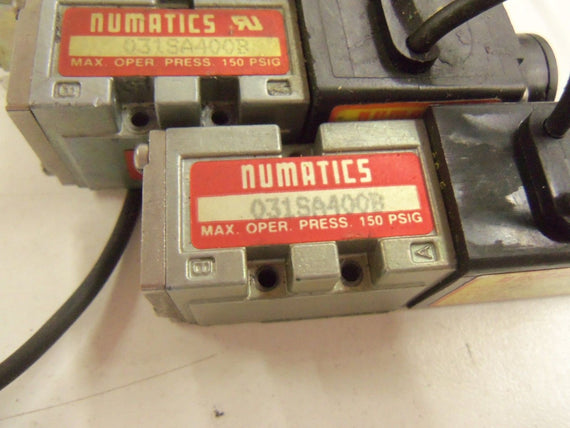 NUMATICS
031SA400B
MAX. OPER. PRESS. 150 PSIG
B
NUMATICS
031SA400B
MAX. OPER. PRESS. 150 PSIG
B
A